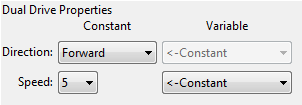 Dual Drive Properties
Constant Variable
Direction: Forward <-Constant
Speed: 5 <-Constant